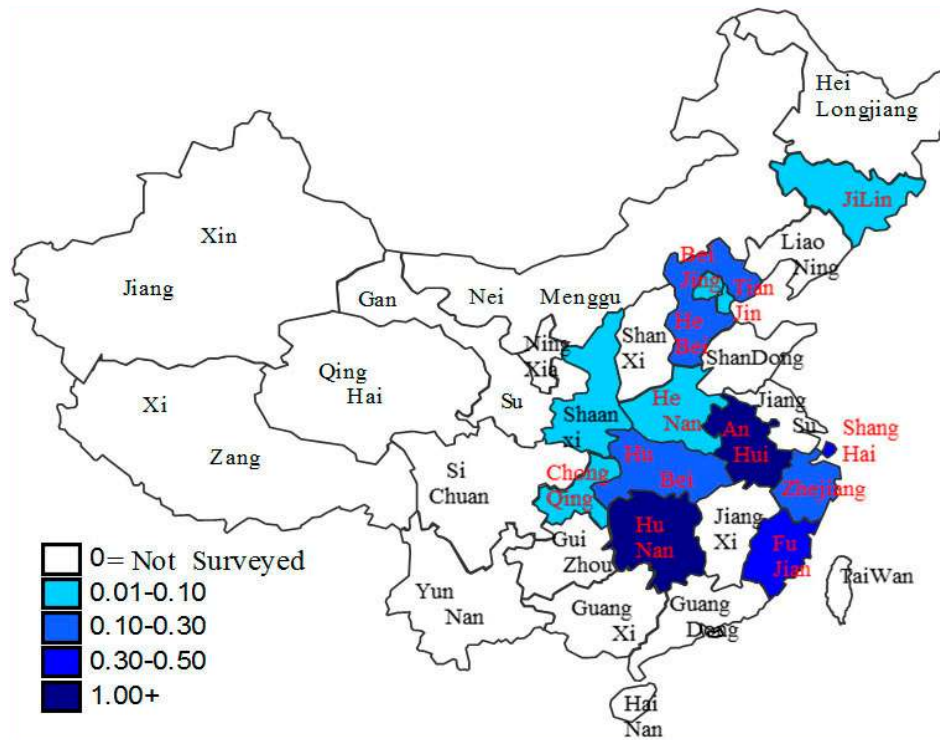 Hei
Longjiang
JiLin
Liao
Ning
Xin
Jiang
Gan
Su
Nei Menggu
Bei
Jing
Tian
Jin
He
Bei
Shan
Xi
ShanDong
Ning
Xia
Qing
Hai
Xi
Zang
Shaan
xi
He
Nan
Jiang
Su
An
Hui
Shang
Hai
Si
Chuan
Chong
Qing
Hu
Bei
Zhejiang
Hu
Nan
Jiang
Xi
Fu
Jian
Gui
Zhou
Yun
Nan
Guang
Xi
Guang
Dong
TaiWan
Hai
Nan
0= Not Surveyed
0.01-0.10
0.10-0.30
0.30-0.50
1.00+